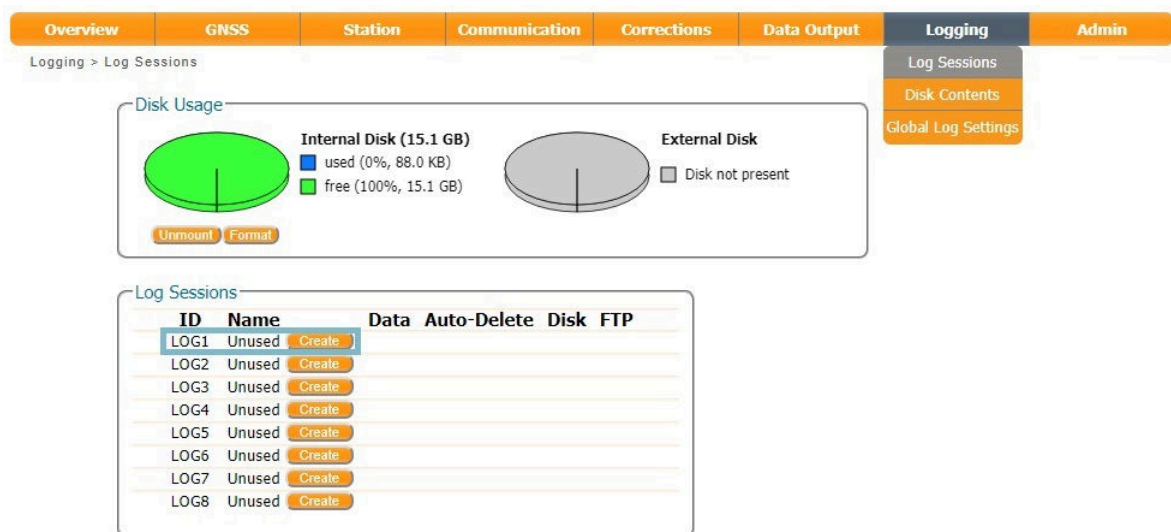 Overview GNSS Station Communication Corrections Data Output Logging Admin
Logging > Log Sessions
Log Sessions
Disk Contents
Global Log Settings
Disk Usage
Internal Disk (15.1 GB)
used (0%, 88.0 KB)
free (100%, 15.1 GB)
External Disk
Disk not present
Unmount Format
Log Sessions
ID Name Data Auto-Delete Disk FTP
LOG1 Unused Create
LOG2 Unused Create
LOG3 Unused Create
LOG4 Unused Create
LOG5 Unused Create
LOG6 Unused Create
LOG7 Unused Create
LOG8 Unused Create